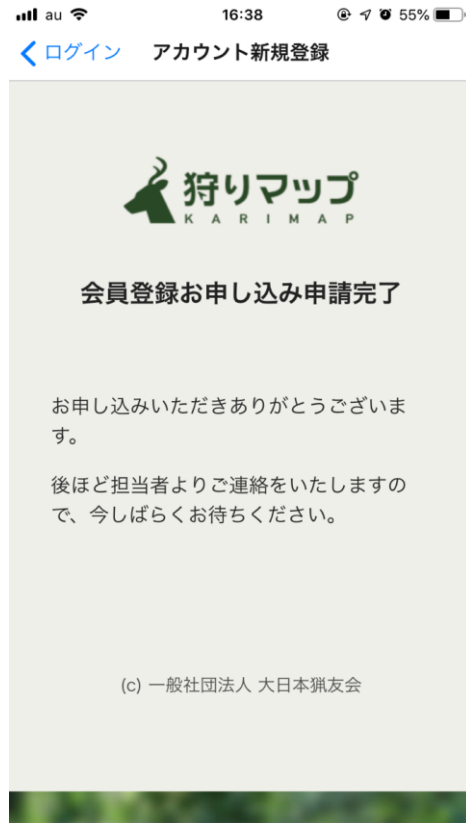 au 16:38 55%
ログイン アカウント新規登録
狩りマップ
KARIMAP
会員登録お申し込み申請完了
お申し込みいただきありがとうございま
す。
後ほど担当者よりご連絡をいたしますの
で、今しばらくお待ちください。
(c) 一般社団法人 大日本猟友会